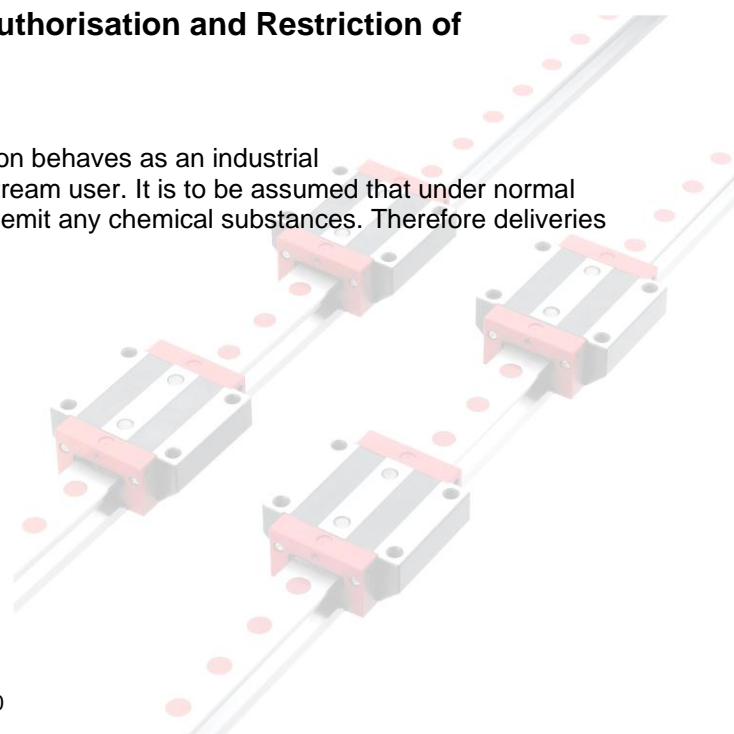 uthorisation and Restriction of
on behaves as an industrial
ream user. It is to be assumed that under normal
emit any chemical substances. Therefore deliveries